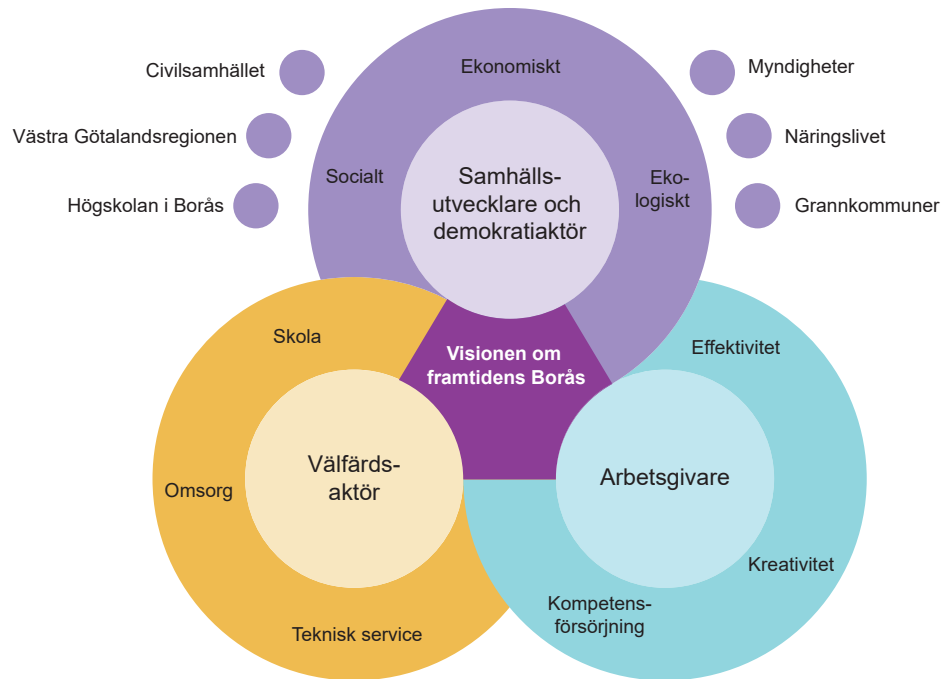 Civilsamhället
Västra Götalandsregionen
Högskolan i Borås
Ekonomiskt
Socialt
Eko-
logiskt
Samhälls-
utvecklare och
demokratiaktör
Myndigheter
Näringslivet
Grannkommuner
Visionen om
framtidens Borås
Skola
Omsorg
Teknisk service
Välfärds-
aktör
Effektivitet
Kreativitet
Kompetens-
försörjning
Arbetsgivare